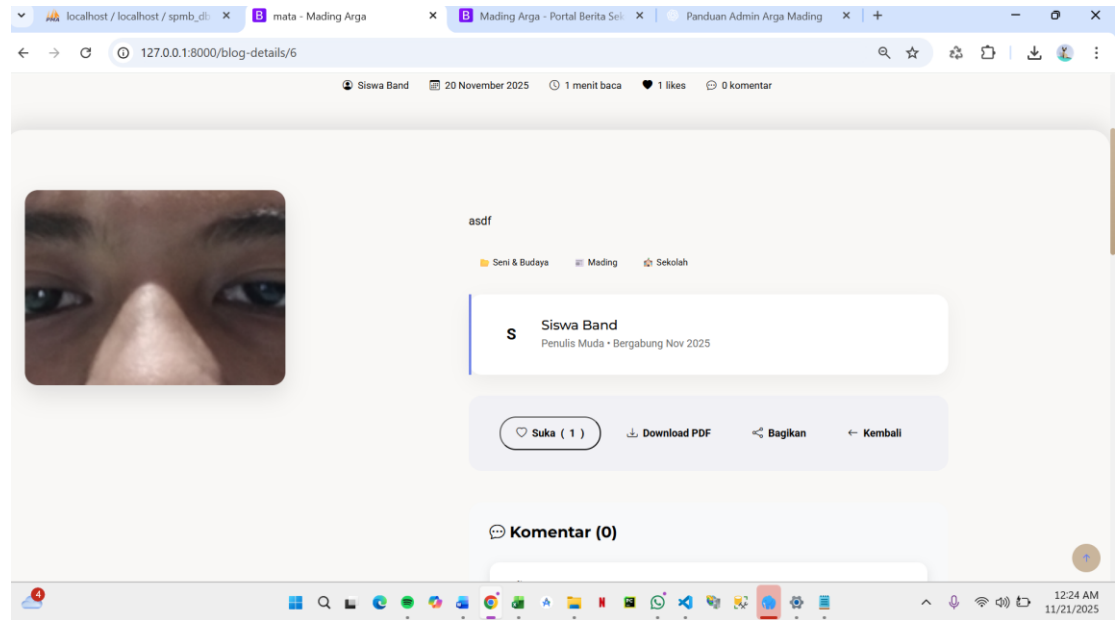 localhost / localhost / spmb_db
mata - Mading Arga
Mading Arga - Portal Berita Sek
Panduan Admin Arga Mading
127.0.0.1:8000/blog-details/6
Siswa Band 20 November 2025 1 menit baca 1 likes 0 komentar
asdf
Seni & Budaya Mading Sekolah
S
Siswa Band
Penulis Muda • Bergabung Nov 2025
Suka ( 1 ) Download PDF Bagikan Kembali
Komentar (0)
4
12:24 AM
11/21/2025